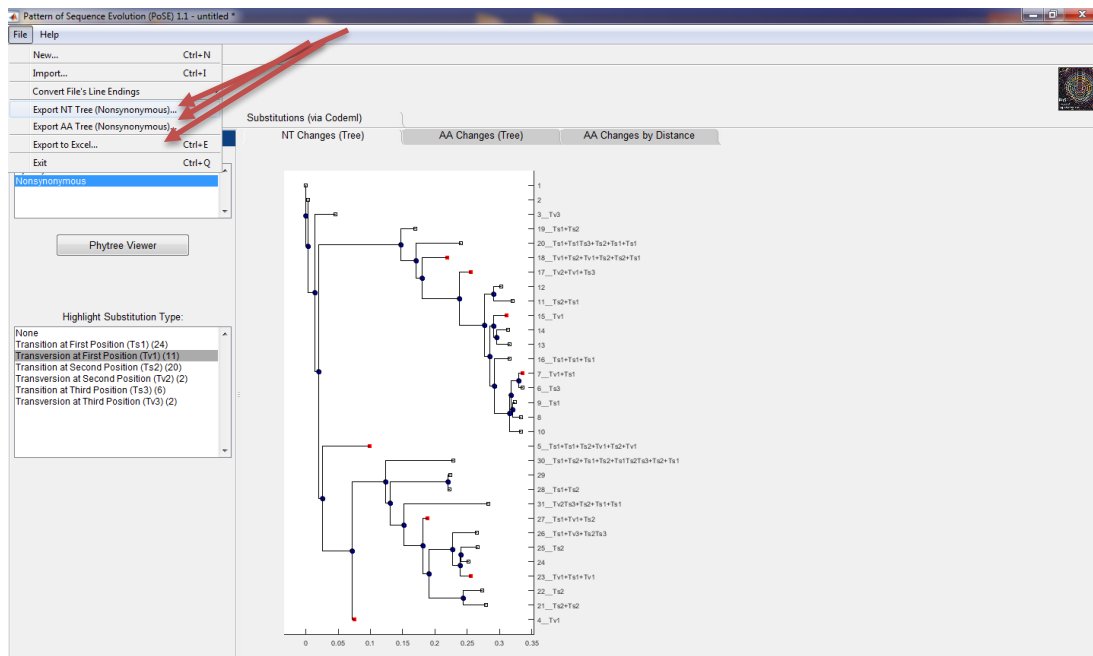 Pattern of Sequence Evolution (PoSE) 1.1 - untitled *
File Help
New... Ctrl+N
Import... Ctrl+I
Convert File's Line Endings
Export NT Tree (Nonsynonymous)...
Export AA Tree (Nonsynonymous)...
Export to Excel... Ctrl+E
Exit Ctrl+Q
Substitutions (via Codeml)
NT Changes (Tree) AA Changes (Tree) AA Changes by Distance
Nonsynonymous
Phytree Viewer
Highlight Substitution Type:
None
Transition at First Position (Ts1) (24)
Transversion at First Position (Tv1) (11)
Transition at Second Position (Ts2) (20)
Transversion at Second Position (Tv2) (2)
Transition at Third Position (Ts3) (6)
Transversion at Third Position (Tv3) (2)
1
2
3__Tv3
19__Ts1+Ts2
20__Ts1+Ts1Ts3+Ts2+Ts1+Ts1
18__Tv1+Ts2+Tv1+Ts2+Ts2+Ts1
17__Tv2+Tv1+Ts3
12
11__Ts2+Ts1
15__Tv1
14
13
16__Ts1+Ts1+Ts1
7__Tv1+Ts1
6__Ts3
9__Ts1
8
10
5__Ts1+Ts1+Ts2+Tv1+Ts2+Tv1
30__Ts1+Ts2+Ts1+Ts2+Ts1Ts2Ts3+Ts2+Ts1
29
28__Ts1+Ts2
31__Tv2Ts3+Ts2+Ts1+Ts1
27__Ts1+Tv1+Ts2
26__Ts1+Tv3+Ts2Ts3
25__Ts2
24
23__Tv1+Ts1+Tv1
22__Ts2
21__Ts2+Ts2
4__Tv1
0 0.05 0.1 0.15 0.2 0.25 0.3 0.35